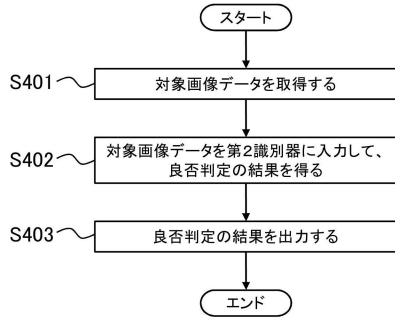 スタート
S401
対象画像データを取得する
S402
対象画像データを第2識別器に入力して、
良否判定の結果を得る
S403
良否判定の結果を出力する
エンド